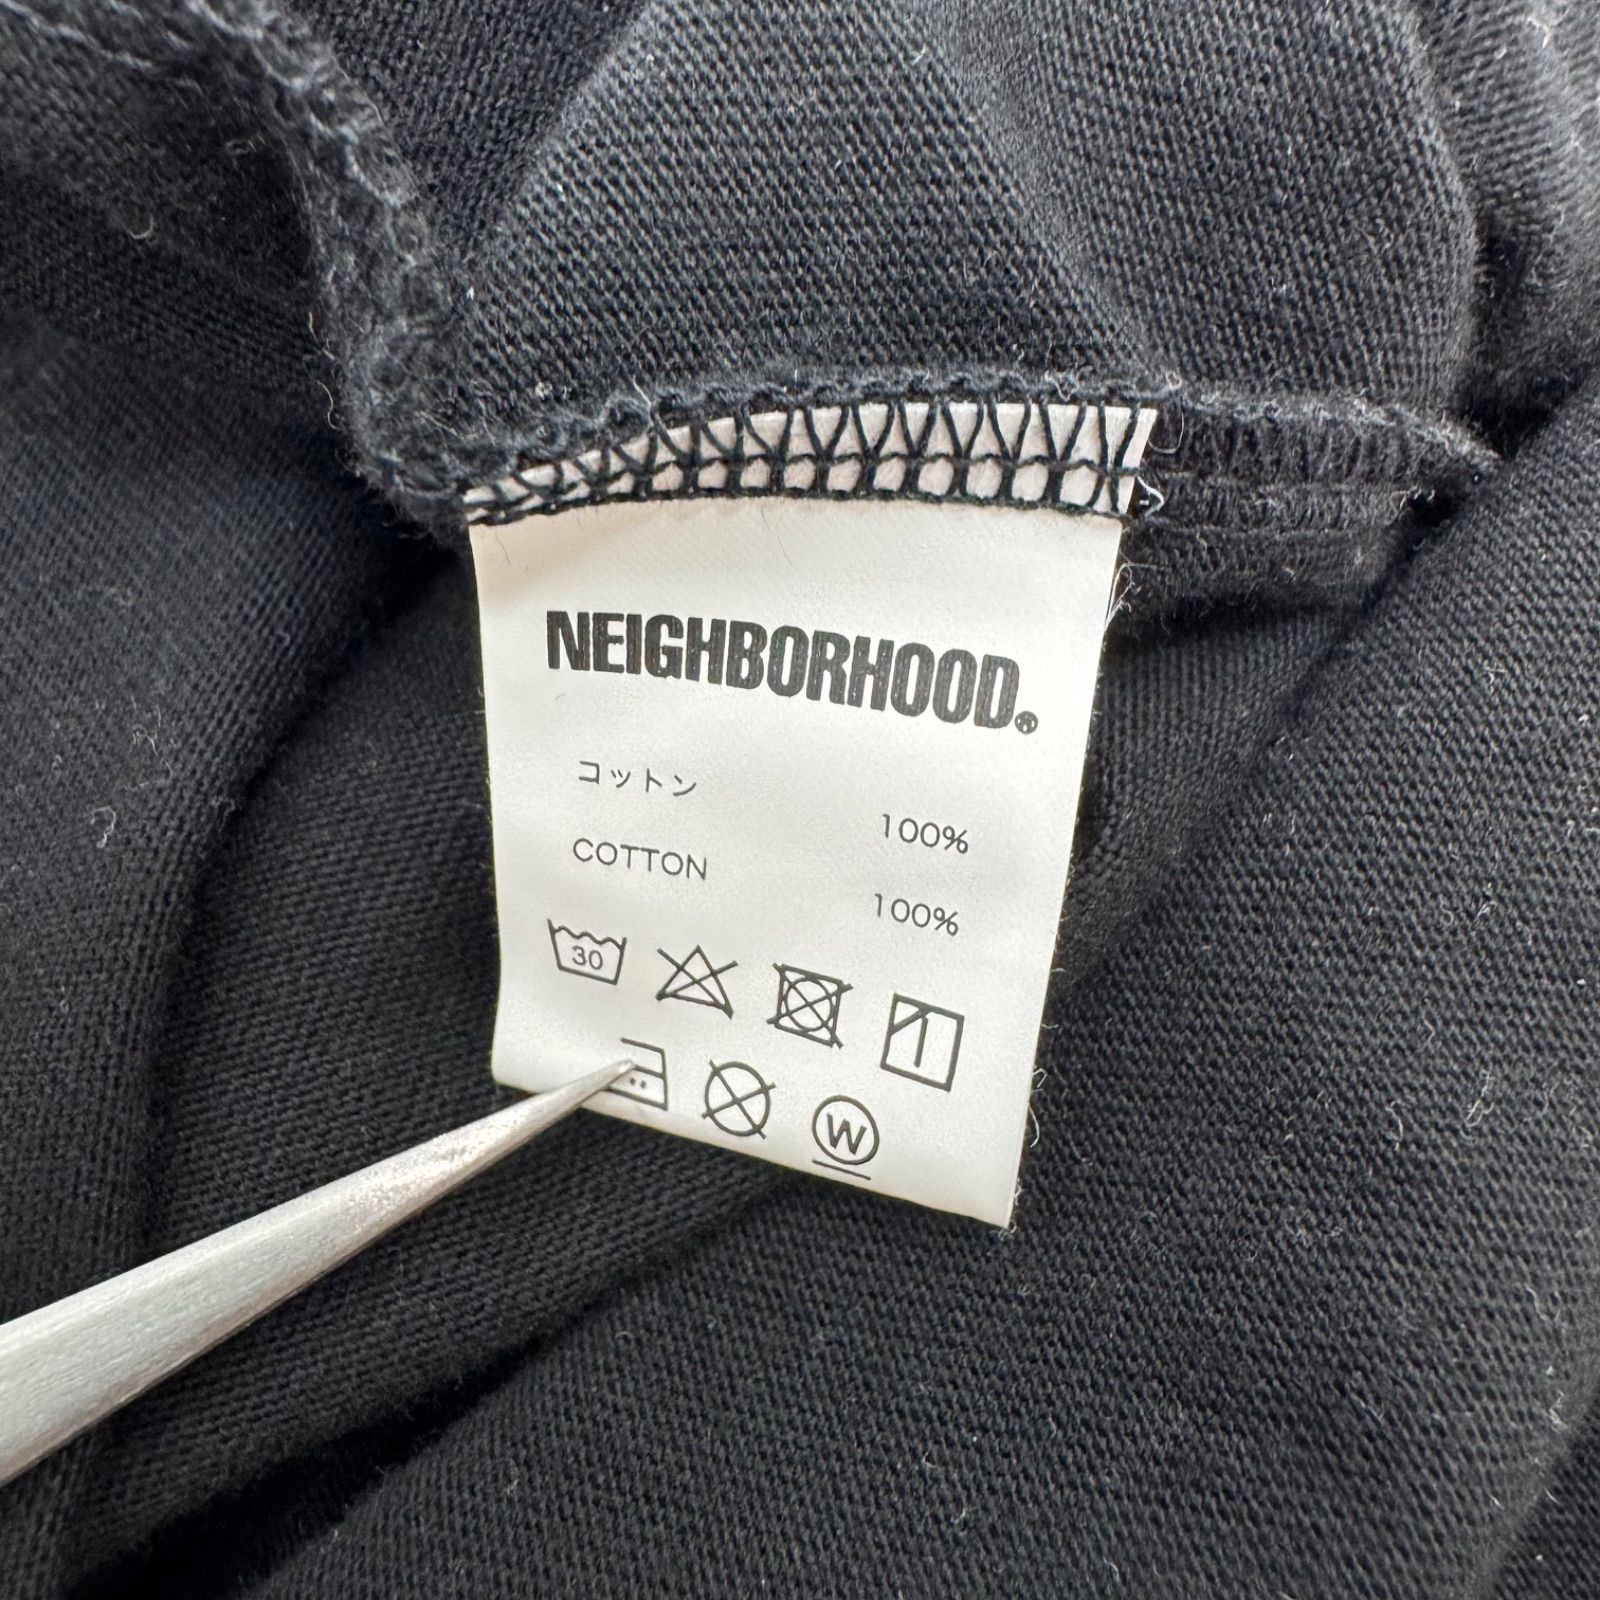 NEIGHBORHOOD®
コットン 100%
COTTON 100%
30
W